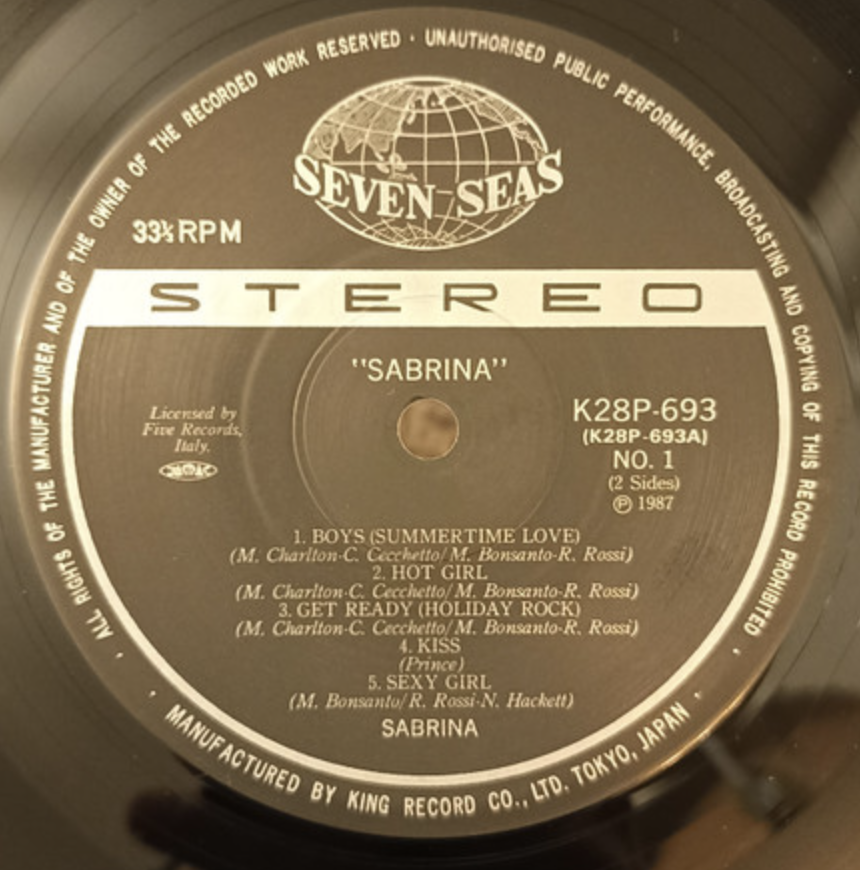 ALL RIGHTS OF THE MANUFACTURER AND OF THE OWNER OF THE RECORDED WORK RESERVED · UNAUTHORISED PUBLIC PERFORMANCE, BROADCASTING AND COPYING OF THIS RECORD PROHIBITED
SEVEN SEAS
33⅓ RPM
STEREO
"SABRINA"
Licensed by
Five Records,
Italy.
K28P-693
(K28P-693A)
NO. 1
(2 Sides)
℗ 1987
1. BOYS (SUMMERTIME LOVE)
(M. Charlton-C. Cecchetto/M. Bonsanto-R. Rossi)
2. HOT GIRL
(M. Charlton-C. Cecchetto/M. Bonsanto-R. Rossi)
3. GET READY (HOLIDAY ROCK)
(M. Charlton-C. Cecchetto/M. Bonsanto-R. Rossi)
4. KISS
(Prince)
5. SEXY GIRL
(M. Bonsanto/R. Rossi-N. Hackett)
SABRINA
MANUFACTURED BY KING RECORD CO., LTD. TOKYO, JAPAN